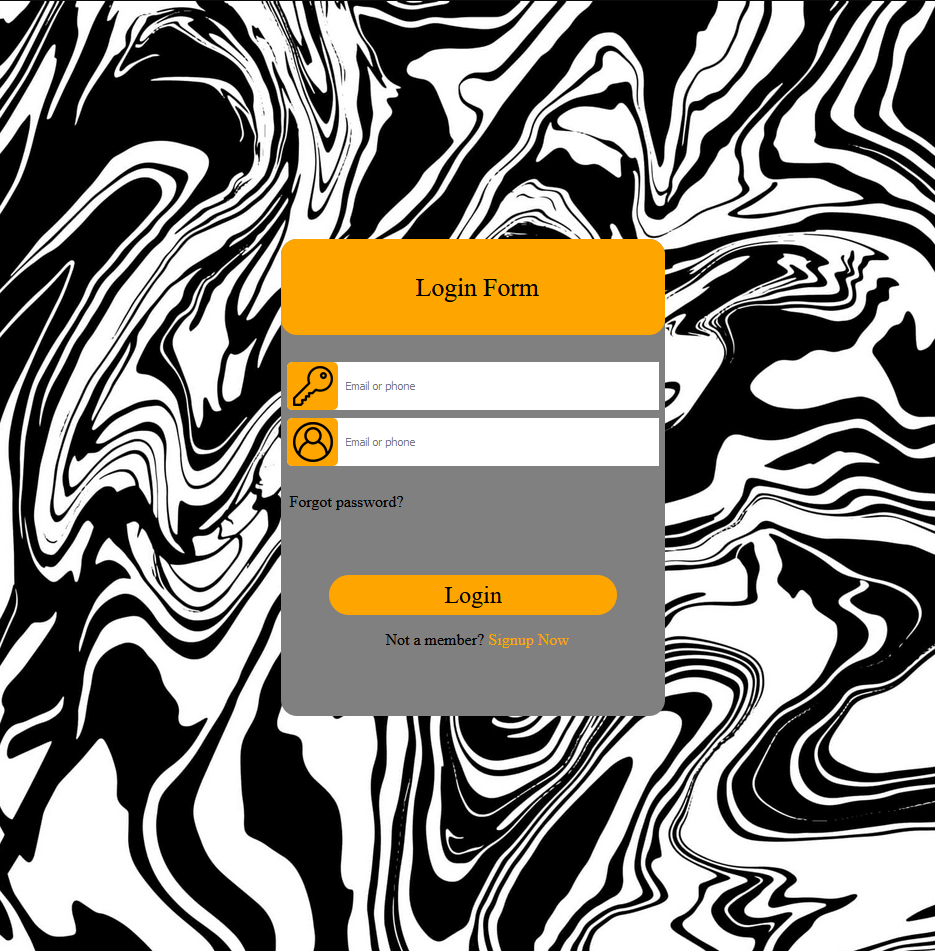 Login Form
Email or phone
Email or phone
Forgot password?
Login
Not a member? Signup Now